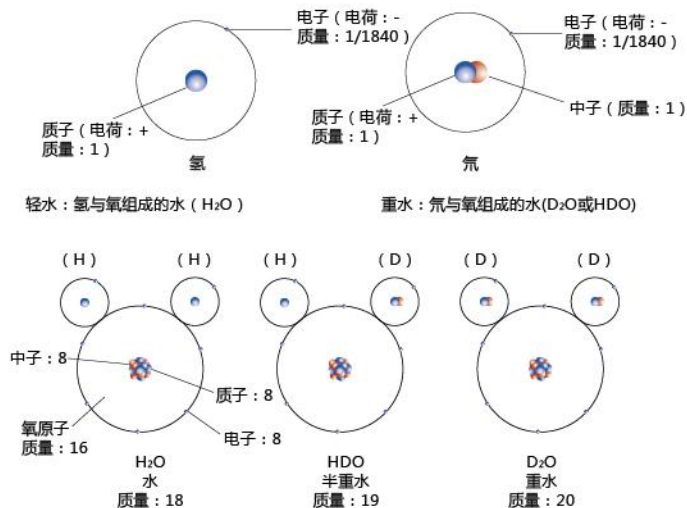 电子（电荷：-
质量：1/1840）
质子（电荷：+
质量：1）
氢
电子（电荷：-
质量：1/1840）
质子（电荷：+
质量：1）
中子（质量：1）
氘
轻水：氢与氧组成的水（H₂O）
重水：氘与氧组成的水(D₂O或HDO)
（H）
（H）
（H）
（D）
（D）
（D）
中子：8
质子：8
氧原子
质量：16
电子：8
H₂O
水
质量：18
HDO
半重水
质量：19
D₂O
重水
质量：20